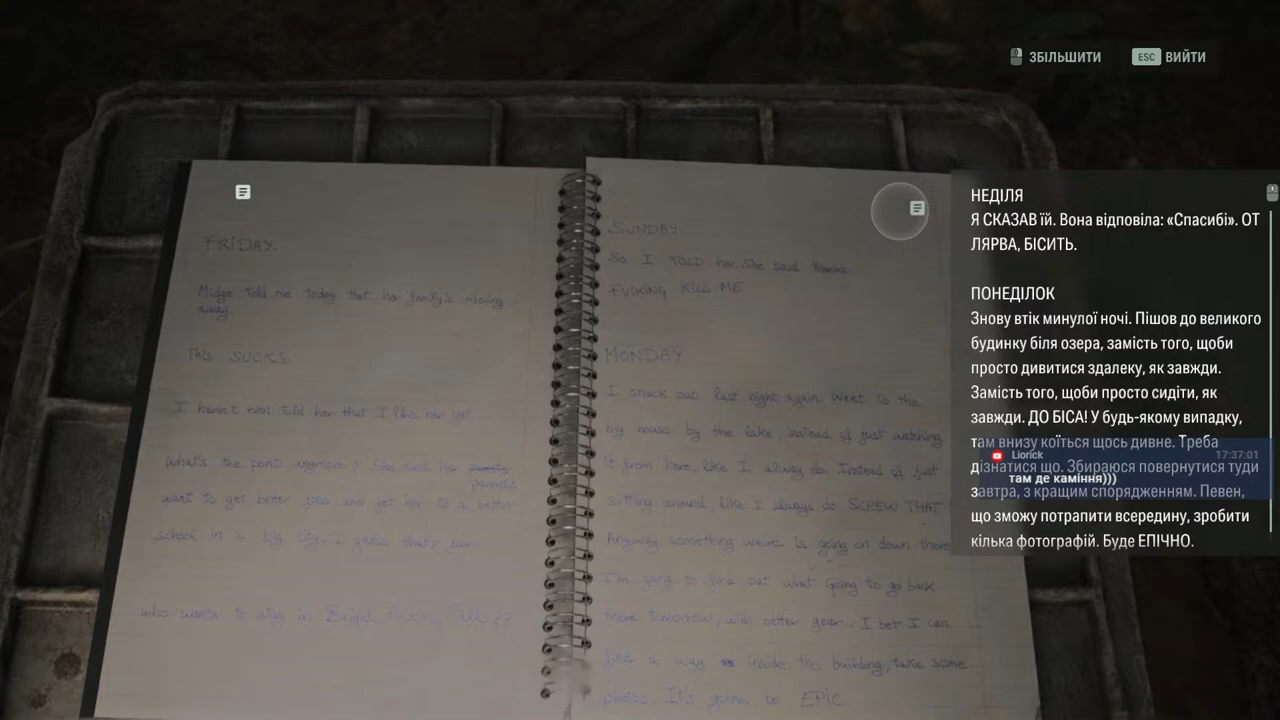 ЗБІЛЬШИТИ
ESC ВИЙТИ
FRIDAY.
Midge told me today that her family's moving
away.
This SUCKS.
I haven't even told her that I like her yet.
What's the point anymore? She said her
parents
want to get better jobs and get her to a better
school in a big city. I guess that's fair
who wants to stay in Bright fucking Falls??
SUNDAY
So I TOLD her. She said thanks.
FUCKING KILL ME
MONDAY
I snuck out last night again. Went to the
big house by the lake, instead of just watching
it from here, like I always do. Instead of just
sitting around, like I always do SCREW THAT
Anyway something weird is going on down there
I'm going to find out what. Going to go back
there tomorrow, with better gear. I bet I can
find a way inside the building, take some
photos. It's gonna be EPIC
НЕДІЛЯ
Я СКАЗАВ їй. Вона відповіла: «Спасибі». ОТ
ЛЯРВА, БІСИТЬ.
ПОНЕДІЛОК
Знову втік минулої ночі. Пішов до великого
будинку біля озера, замість того, щоби
просто дивитися здалеку, як завжди.
Замість того, щоби просто сидіти, як
завжди. ДО БІСА! У будь-якому випадку,
там внизу коїться щось дивне. Треба
дізнатися що. Збираюся повернутися туди
завтра, з кращим спорядженням. Певен,
що зможу потрапити всередину, зробити
кілька фотографій. Буде ЕПІЧНО.
Liorick 17:37:01
там де каміння)))